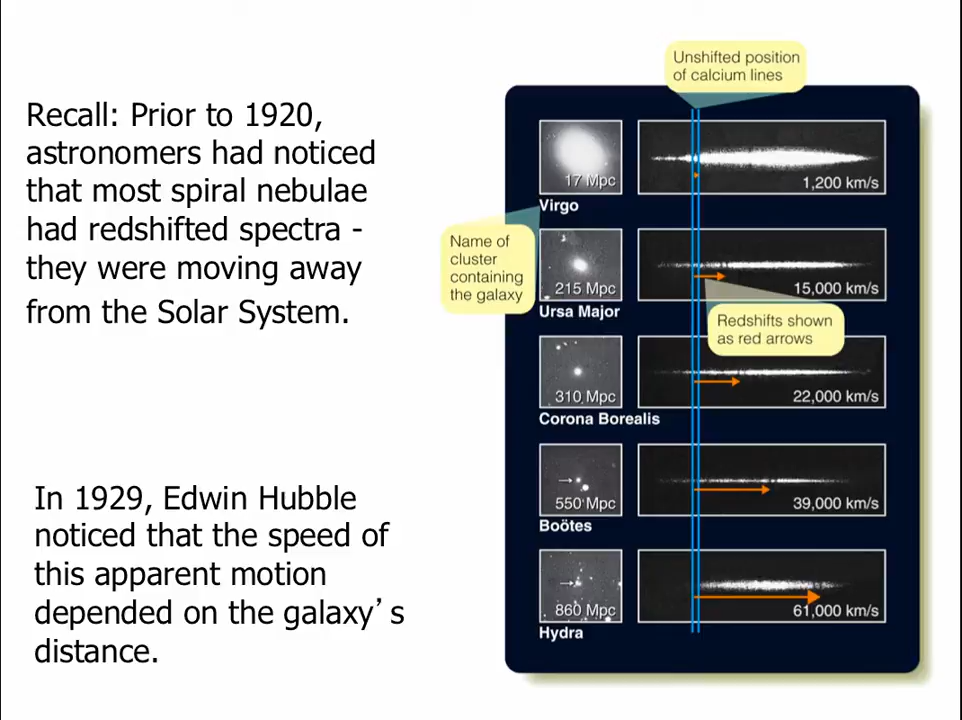 Recall: Prior to 1920,
astronomers had noticed
that most spiral nebulae
had redshifted spectra -
they were moving away
from the Solar System.
In 1929, Edwin Hubble
noticed that the speed of
this apparent motion
depended on the galaxy’s
distance.
Unshifted position
of calcium lines
17 Mpc
1,200 km/s
Virgo
Name of
cluster
containing
the galaxy
215 Mpc
15,000 km/s
Ursa Major
Redshifts shown
as red arrows
310 Mpc
22,000 km/s
Corona Borealis
550 Mpc
39,000 km/s
Boötes
860 Mpc
61,000 km/s
Hydra